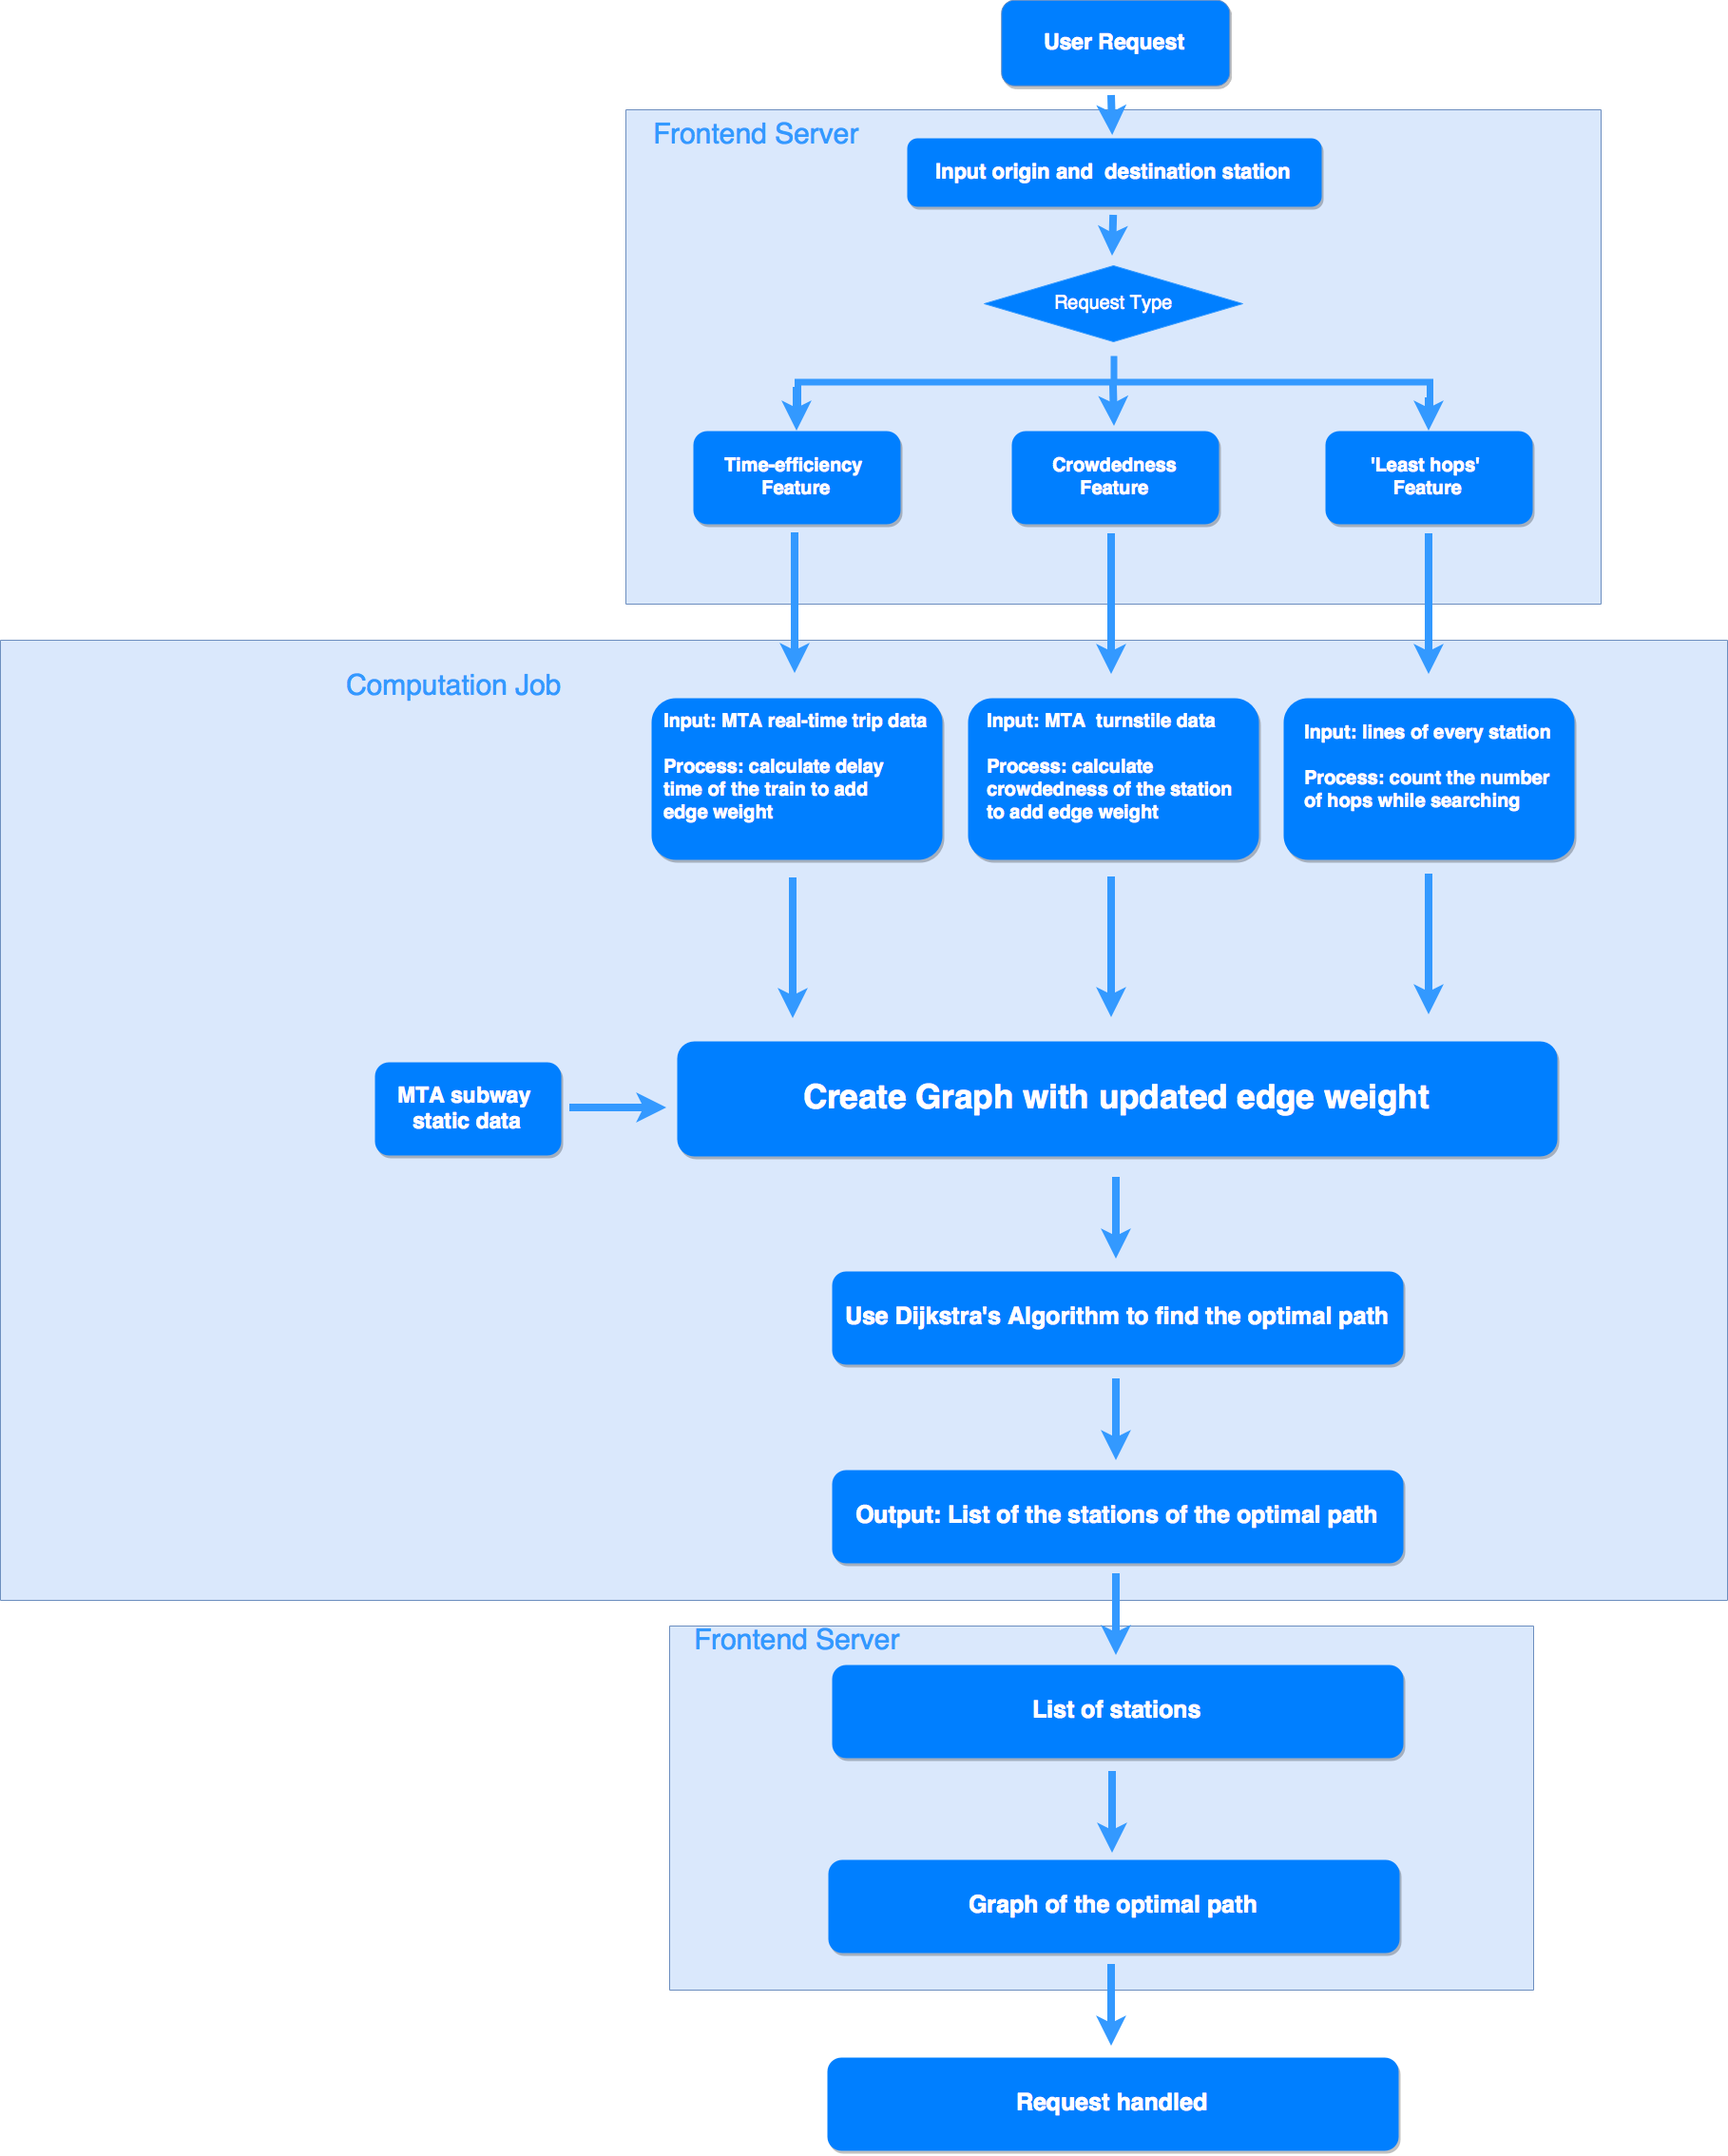 User Request
Frontend Server
Input origin and destination station
Request Type
Time-efficiency
Feature
Crowdedness
Feature
'Least hops'
Feature
Computation Job
Input: MTA real-time trip data
Process: calculate delay
time of the train to add
edge weight
Input: MTA turnstile data
Process: calculate
crowdedness of the station
to add edge weight
Input: lines of every station
Process: count the number
of hops while searching
MTA subway
static data
Create Graph with updated edge weight
Use Dijkstra's Algorithm to find the optimal path
Output: List of the stations of the optimal path
Frontend Server
List of stations
Graph of the optimal path
Request handled